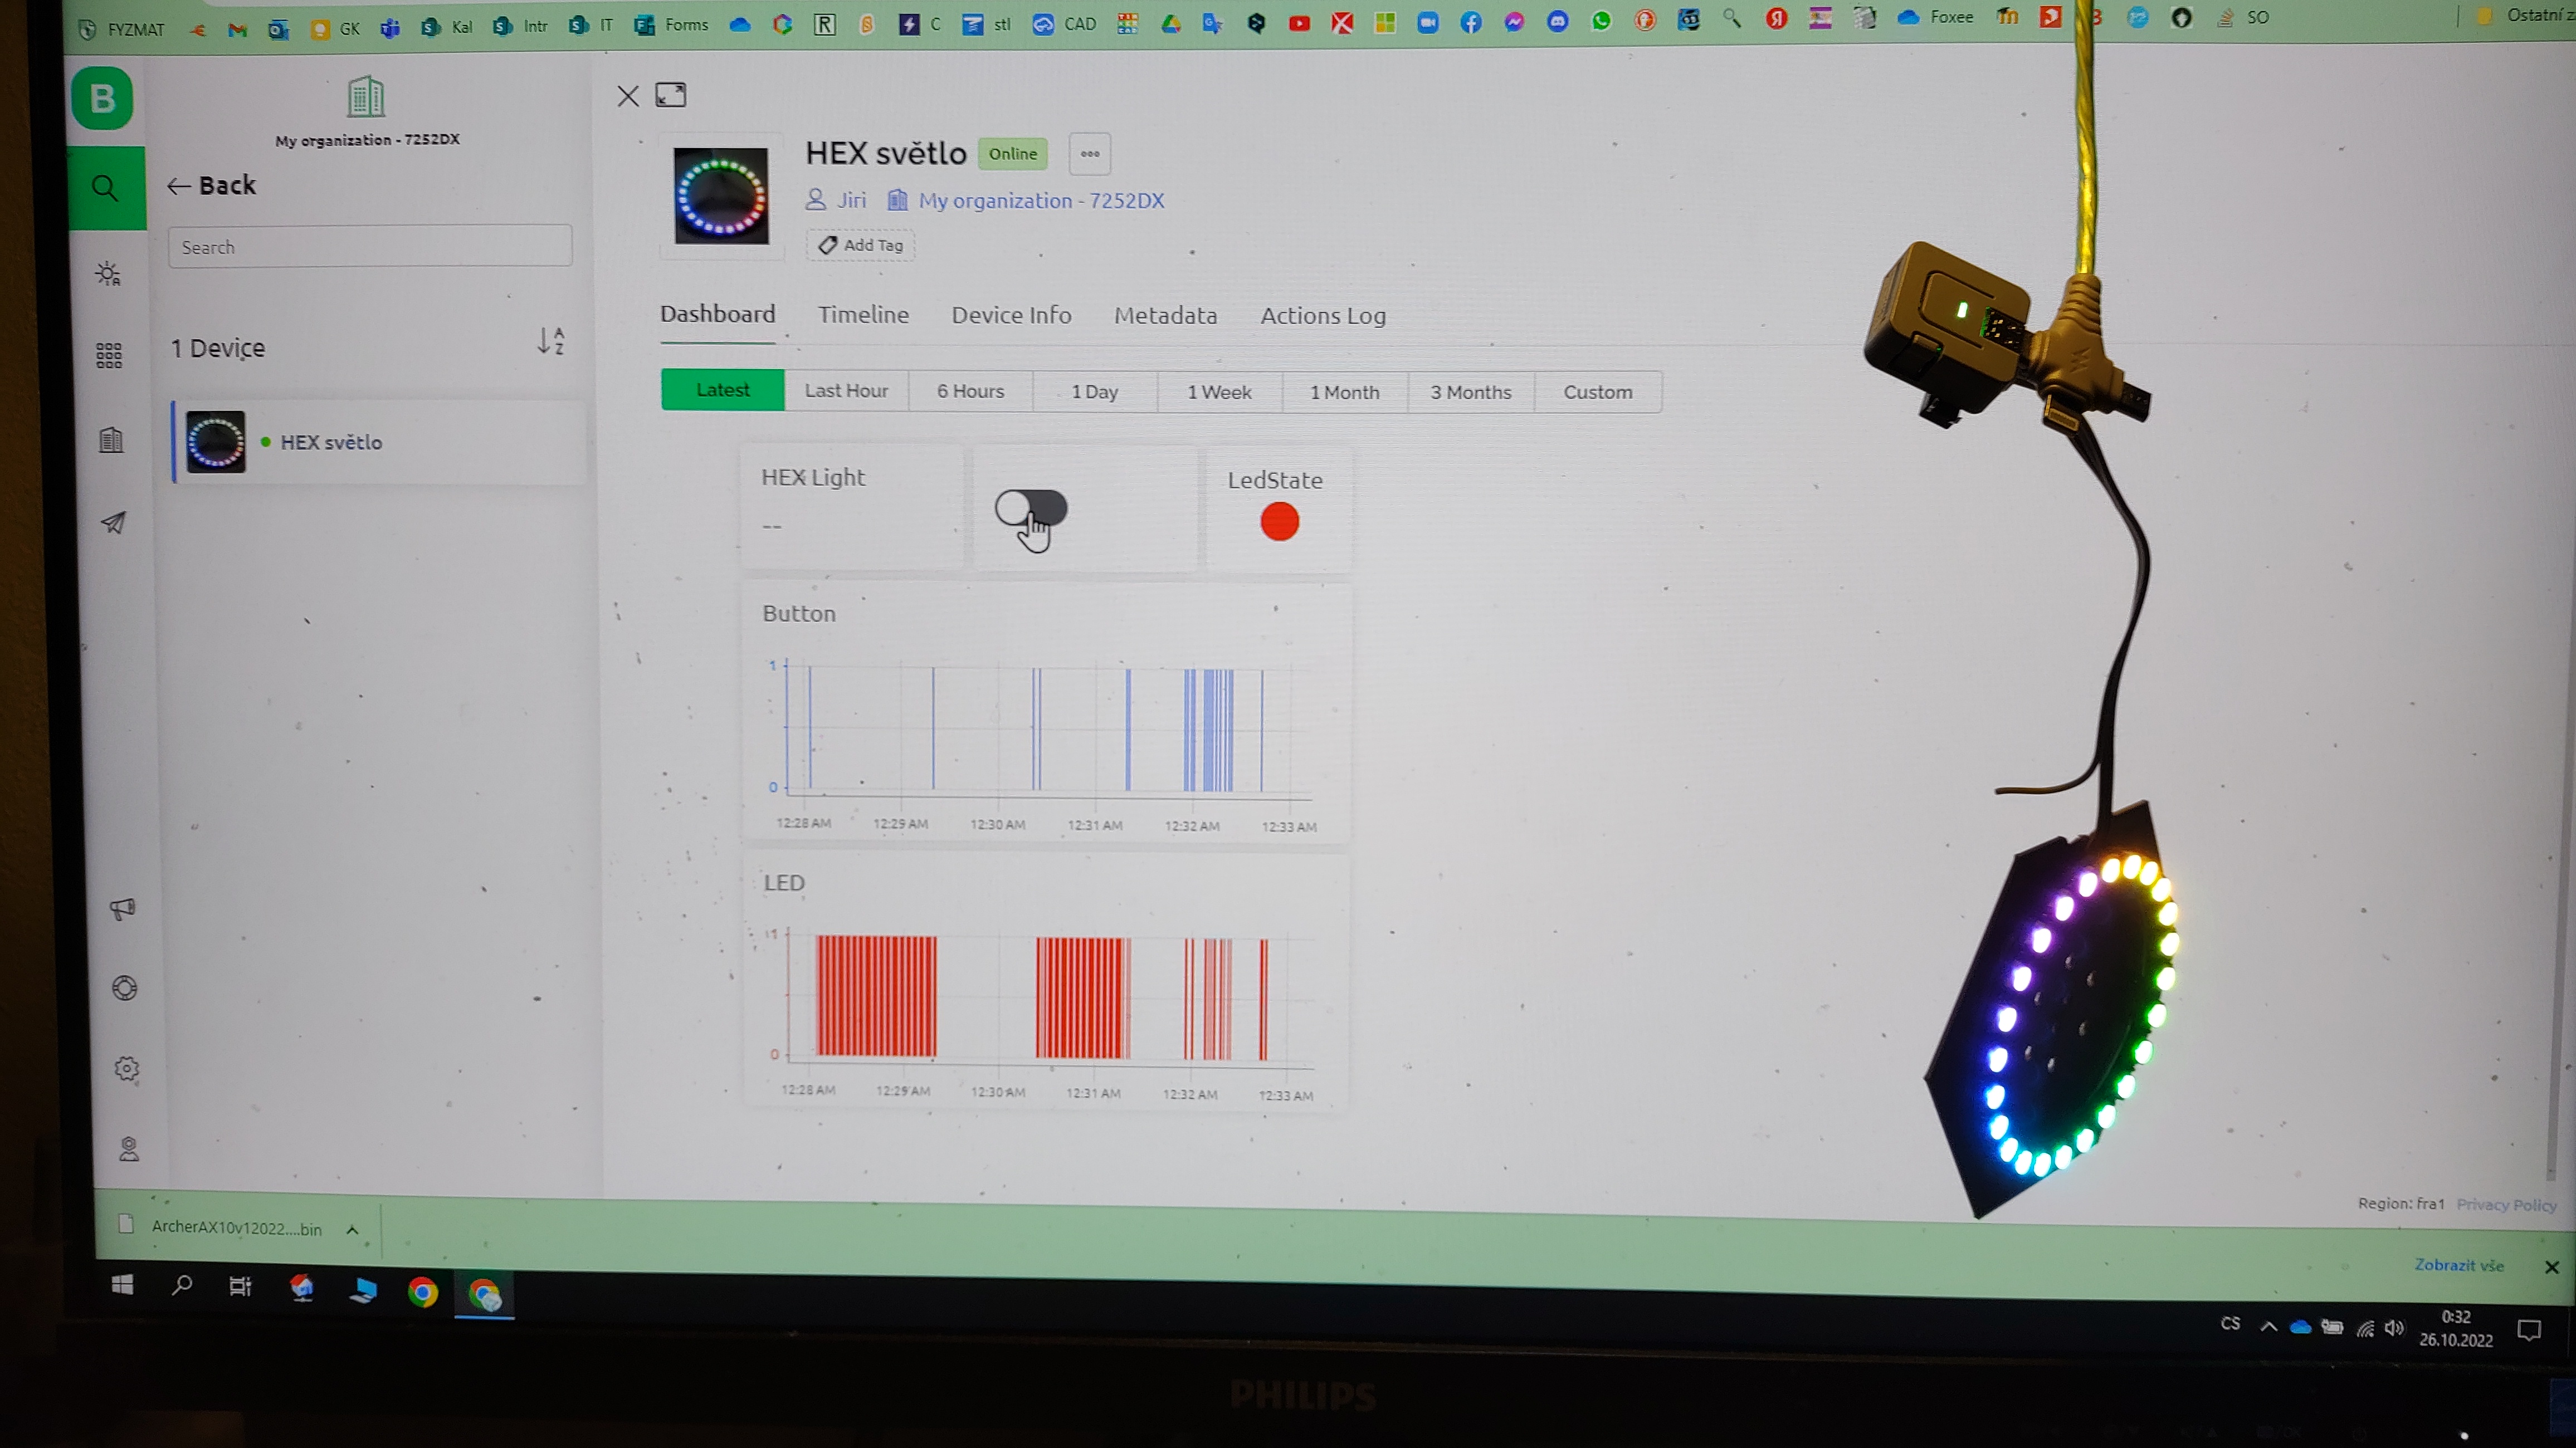 FYZMAT
GK
Kal
Intr
IT
Forms
C
stl
CAD
Foxee
SO
Ostatní z
B
My organization - 7252DX
← Back
Search
1 Device
A
Z
HEX světlo
HEX světlo Online
Jiri My organization - 7252DX
Add Tag
Dashboard Timeline Device Info Metadata Actions Log
Latest Last Hour 6 Hours 1 Day 1 Week 1 Month 3 Months Custom
HEX Light
--
LedState
Button
1
0
12:28 AM 12:29 AM 12:30 AM 12:31 AM 12:32 AM 12:33 AM
LED
1
0
12:28 AM 12:29 AM 12:30 AM 12:31 AM 12:32 AM 12:33 AM
Region: fra1 Privacy Policy
ArcherAX10v12022....bin
Zobrazit vše
CS
0:32
26.10.2022
PHILIPS